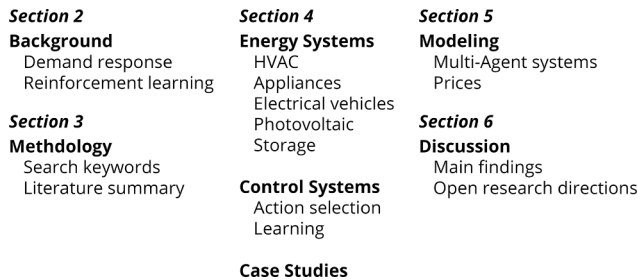 Section 2
Background
Demand response
Reinforcement learning
Section 3
Methdology
Search keywords
Literature summary
Section 4
Energy Systems
HVAC
Appliances
Electrical vehicles
Photovoltaic
Storage
Control Systems
Action selection
Learning
Case Studies
Section 5
Modeling
Multi-Agent systems
Prices
Section 6
Discussion
Main findings
Open research directions